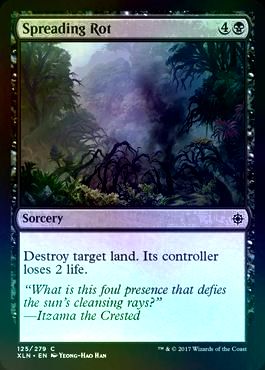 Spreading Rot 4
Sorcery
Destroy target land. Its controller
loses 2 life.
“What is this foul presence that defies
the sun’s cleansing rays?”
—Itzama the Crested
125/279 C
XLN • EN Yeong-Hao Han
™ & © 2017 Wizards of the Coast